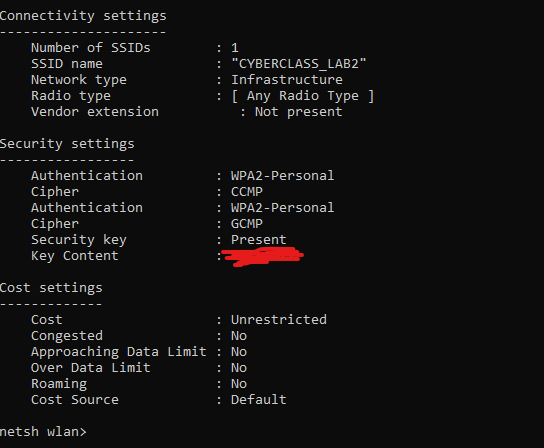 Connectivity settings
---------------------
Number of SSIDs : 1
SSID name : "CYBERCLASS_LAB2"
Network type : Infrastructure
Radio type : [ Any Radio Type ]
Vendor extension : Not present
Security settings
-----------------
Authentication : WPA2-Personal
Cipher : CCMP
Authentication : WPA2-Personal
Cipher : GCMP
Security key : Present
Key Content :
Cost settings
-------------
Cost : Unrestricted
Congested : No
Approaching Data Limit : No
Over Data Limit : No
Roaming : No
Cost Source : Default
netsh wlan>